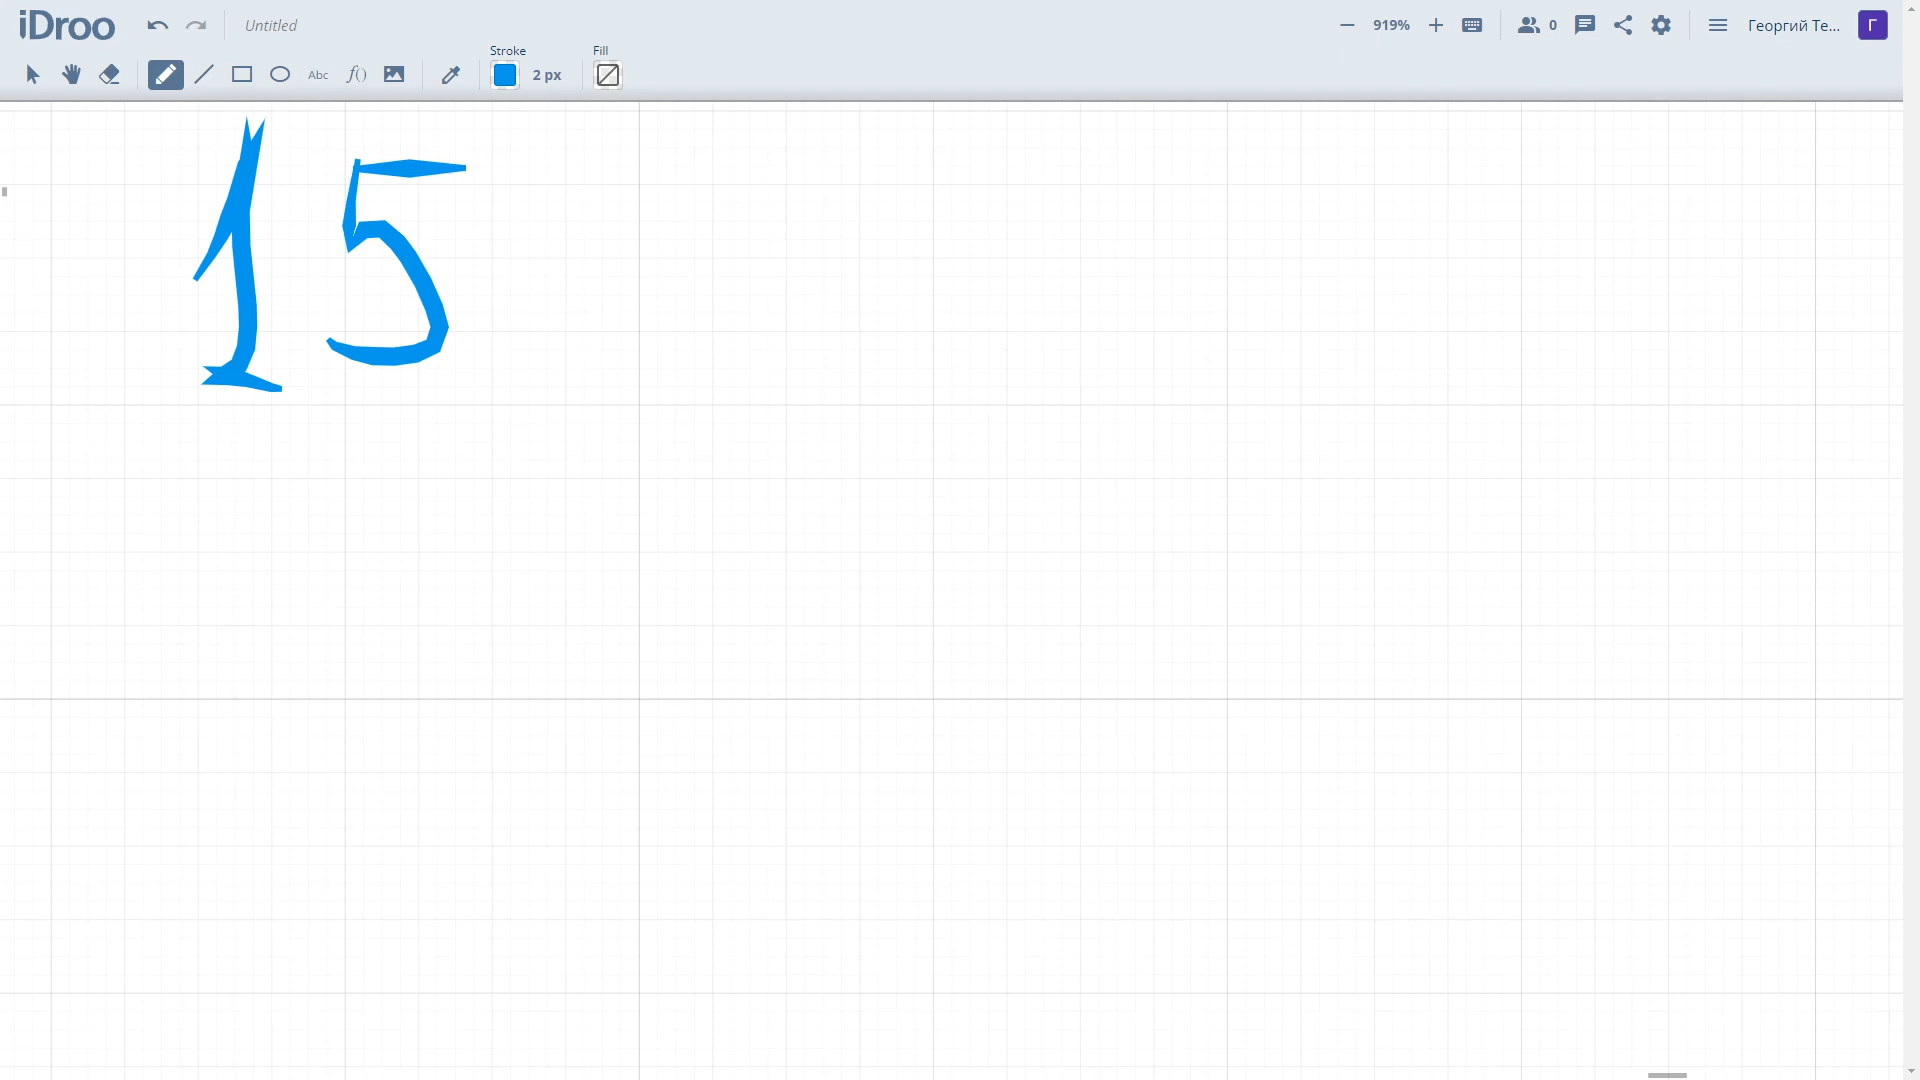 iDroo Untitled 919% 0 Георгий Те... Г
Stroke Fill
Abc f() 2 px
15